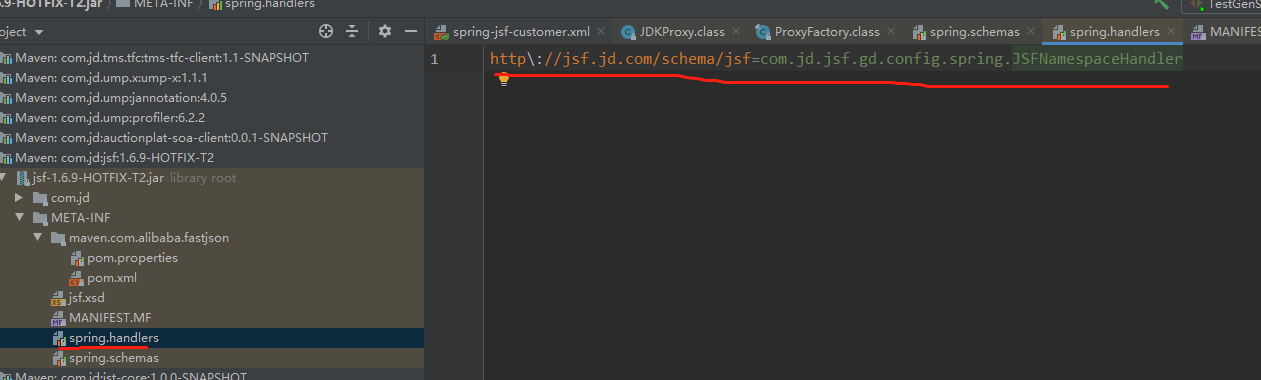 .6.9-HOTFIX-T2.jar META-INF spring.handlers
TestGenS
oject
spring-jsf-customer.xml JDKProxy.class ProxyFactory.class spring.schemas spring.handlers MANIFES
Maven: com.jd.tms.tfc:tms-tfc-client:1.1-SNAPSHOT
1 http\://jsf.jd.com/schema/jsf=com.jd.jsf.gd.config.spring.JSFNamespaceHandler
Maven: com.jd.ump.x:ump-x:1.1.1
Maven: com.jd.ump:jannotation:4.0.5
Maven: com.jd.ump:profiler:6.2.2
Maven: com.jd:auctionplat-soa-client:0.0.1-SNAPSHOT
Maven: com.jd:jsf:1.6.9-HOTFIX-T2
jsf-1.6.9-HOTFIX-T2.jar library root
com.jd
META-INF
maven.com.alibaba.fastjson
pom.properties
pom.xml
jsf.xsd
MANIFEST.MF
spring.handlers
spring.schemas
Maven: com.jd:jst-core:1.0.0-SNAPSHOT